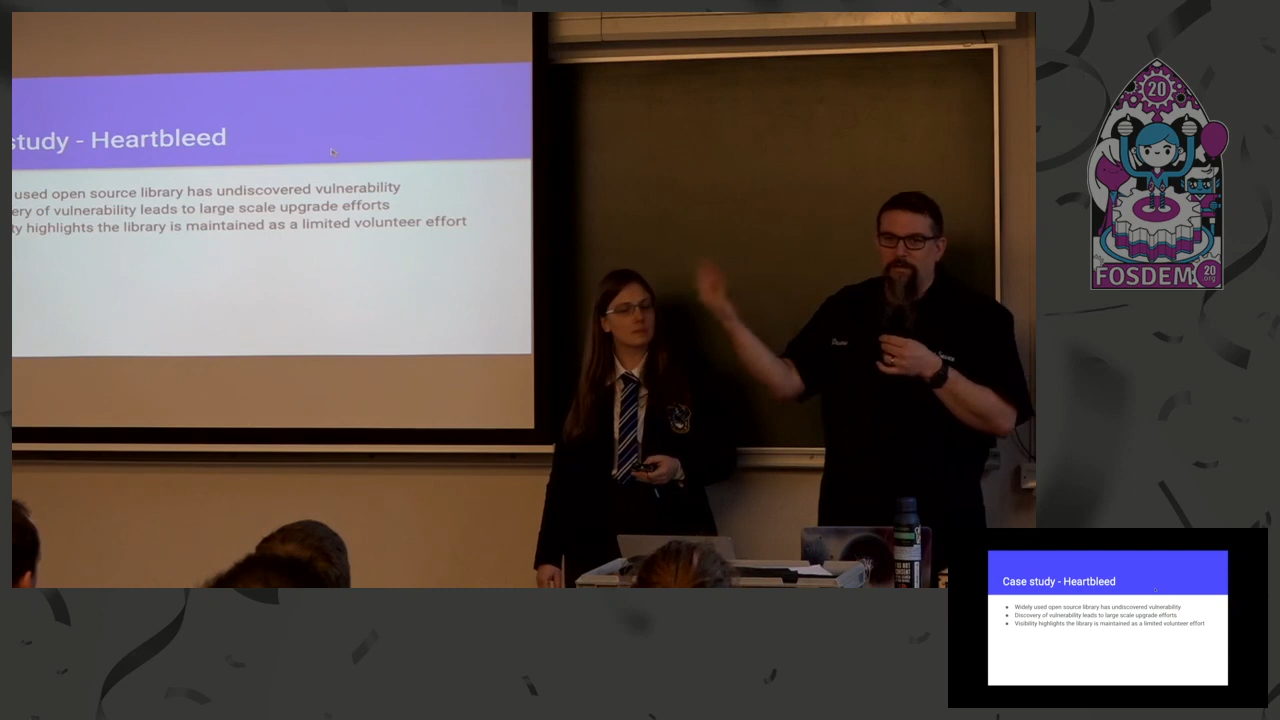 study - Heartbleed
used open source library has undiscovered vulnerability
ery of vulnerability leads to large scale upgrade efforts
ty highlights the library is maintained as a limited volunteer effort
20
FOSDEM
20
.org
Case study - Heartbleed
Widely used open source library has undiscovered vulnerability
Discovery of vulnerability leads to large scale upgrade efforts
Visibility highlights the library is maintained as a limited volunteer effort